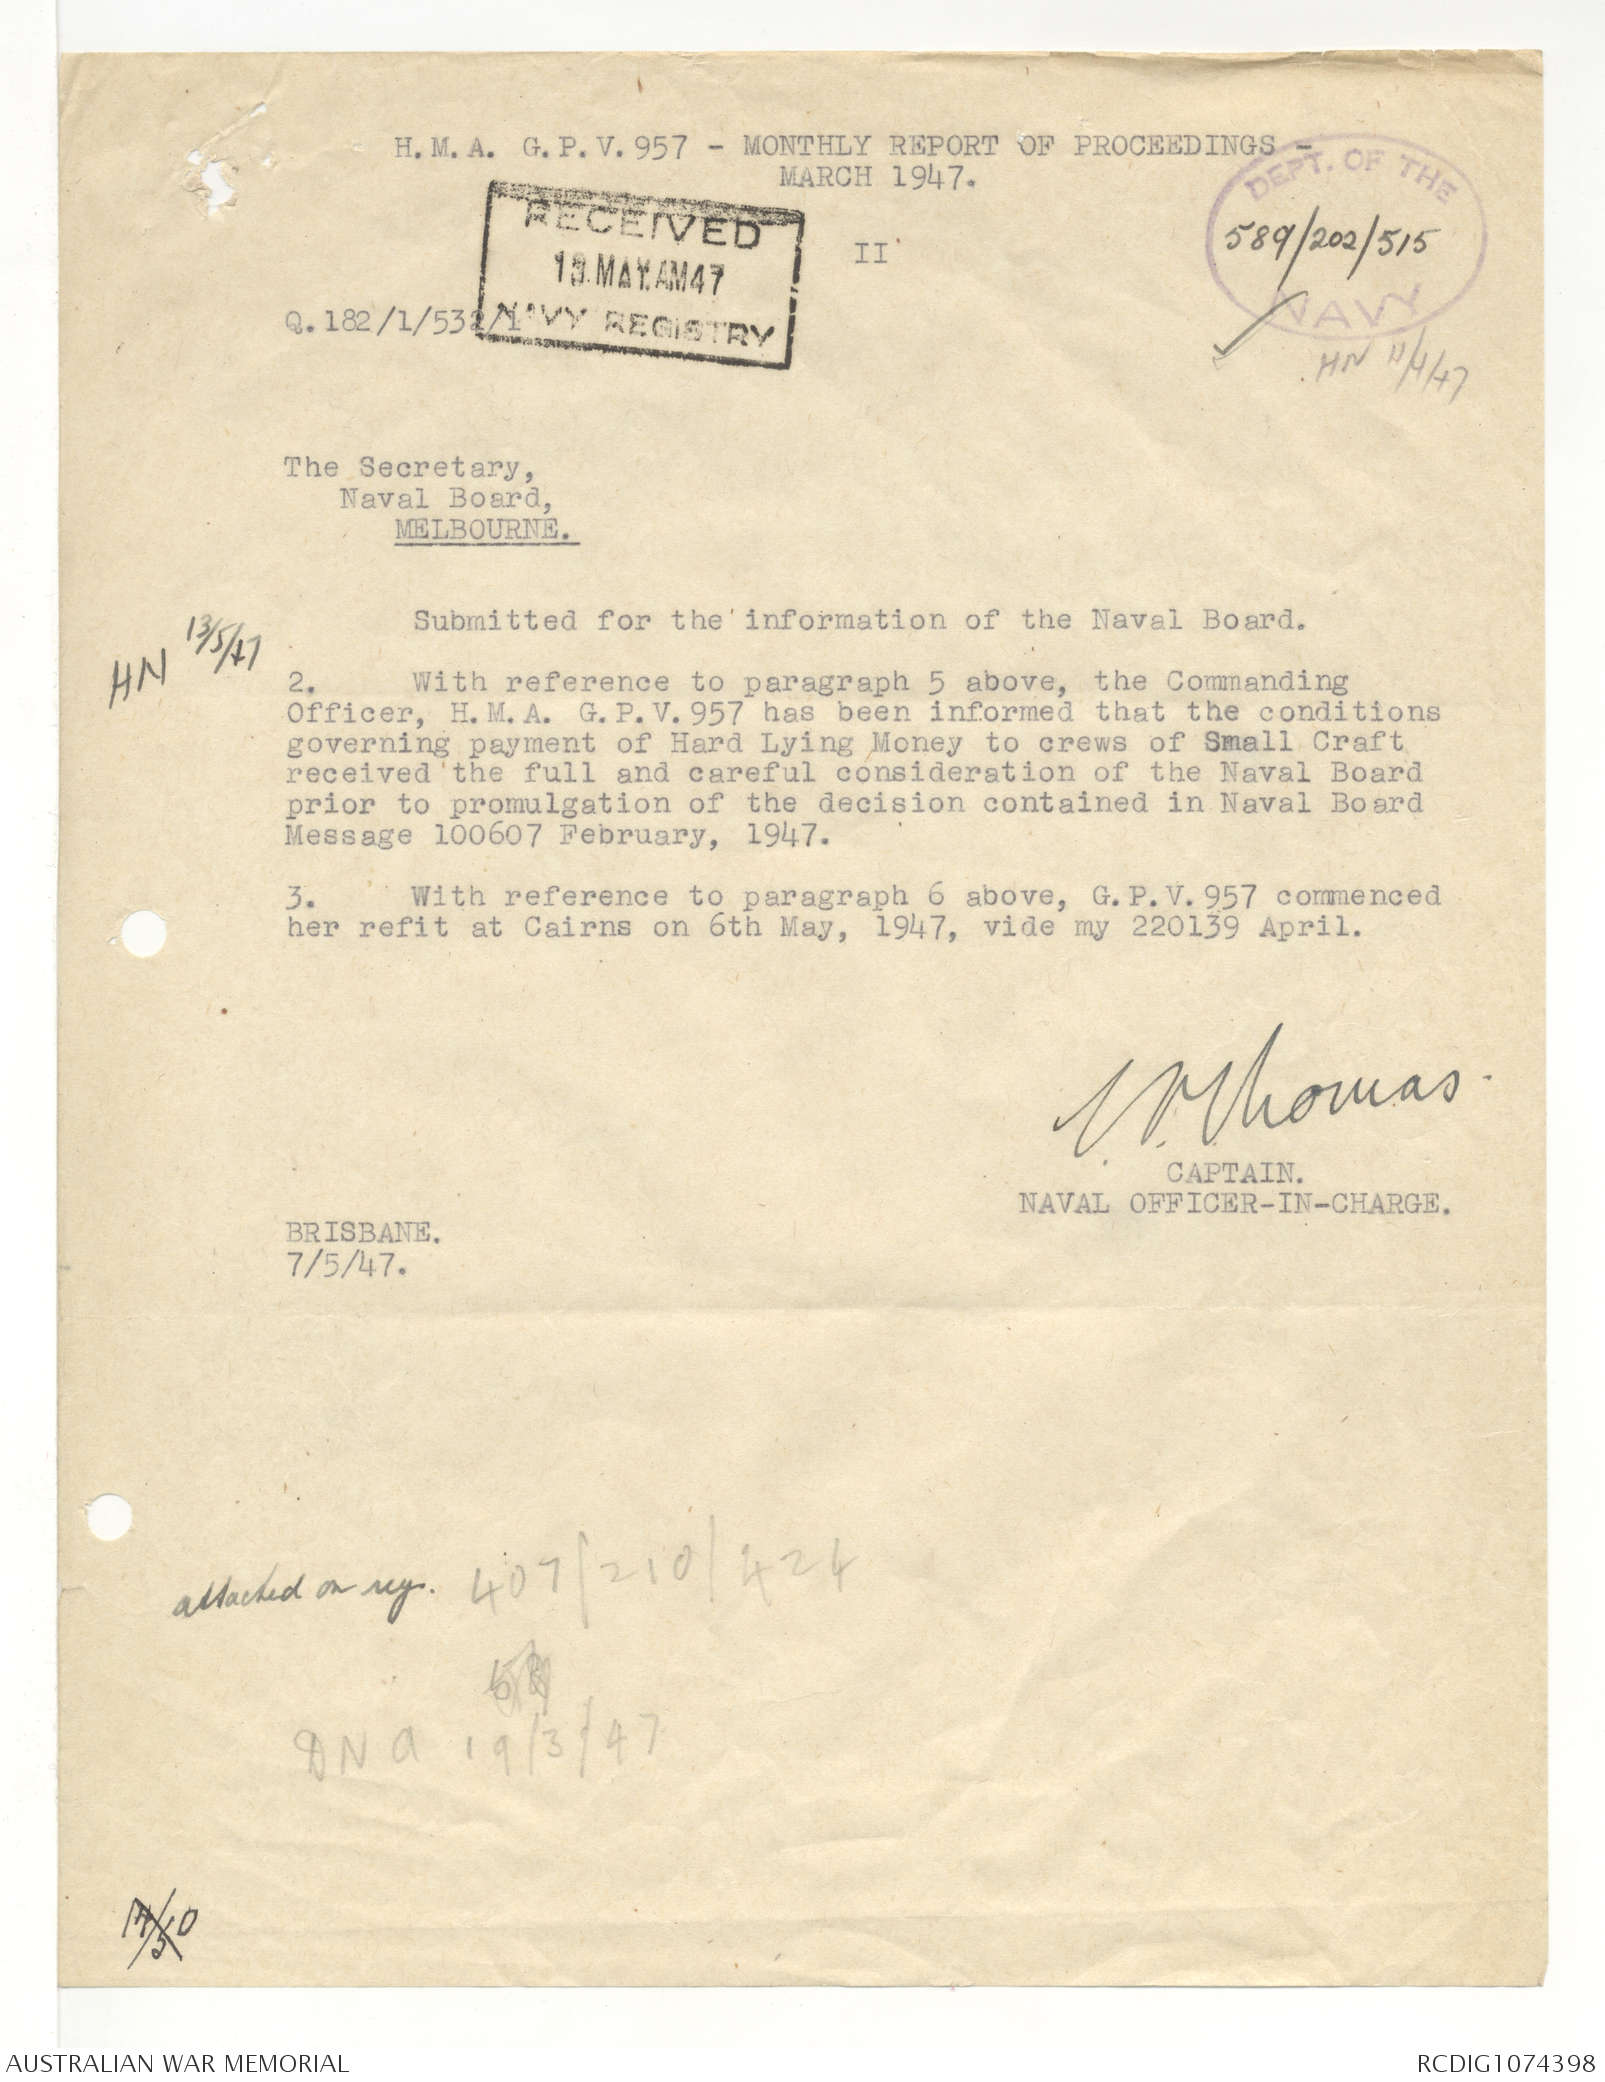 H.M.A. G.P.V.957 - MONTHLY REPORT OF PROCEEDINGS -
MARCH 1947.
DEPT. OF THE
NAVY
589/202/515
HN 11/4/47
RECEIVED
13.MAY.AM47
NAVY REGISTRY
II
Q.182/1/532/1
The Secretary,
Naval Board,
MELBOURNE.
HN 13/5/47
Submitted for the information of the Naval Board.
2. With reference to paragraph 5 above, the Commanding
Officer, H.M.A. G.P.V.957 has been informed that the conditions
governing payment of Hard Lying Money to crews of Small Craft
received the full and careful consideration of the Naval Board
prior to promulgation of the decision contained in Naval Board
Message 100607 February, 1947.
3. With reference to paragraph 6 above, G.P.V.957 commenced
her refit at Cairns on 6th May, 1947, vide my 220139 April.
Thomas.
CAPTAIN.
NAVAL OFFICER-IN-CHARGE.
BRISBANE.
7/5/47.
attached on reg. 407/210/424
DNA 19/3/47
AUSTRALIAN WAR MEMORIAL
RCDIG1074398